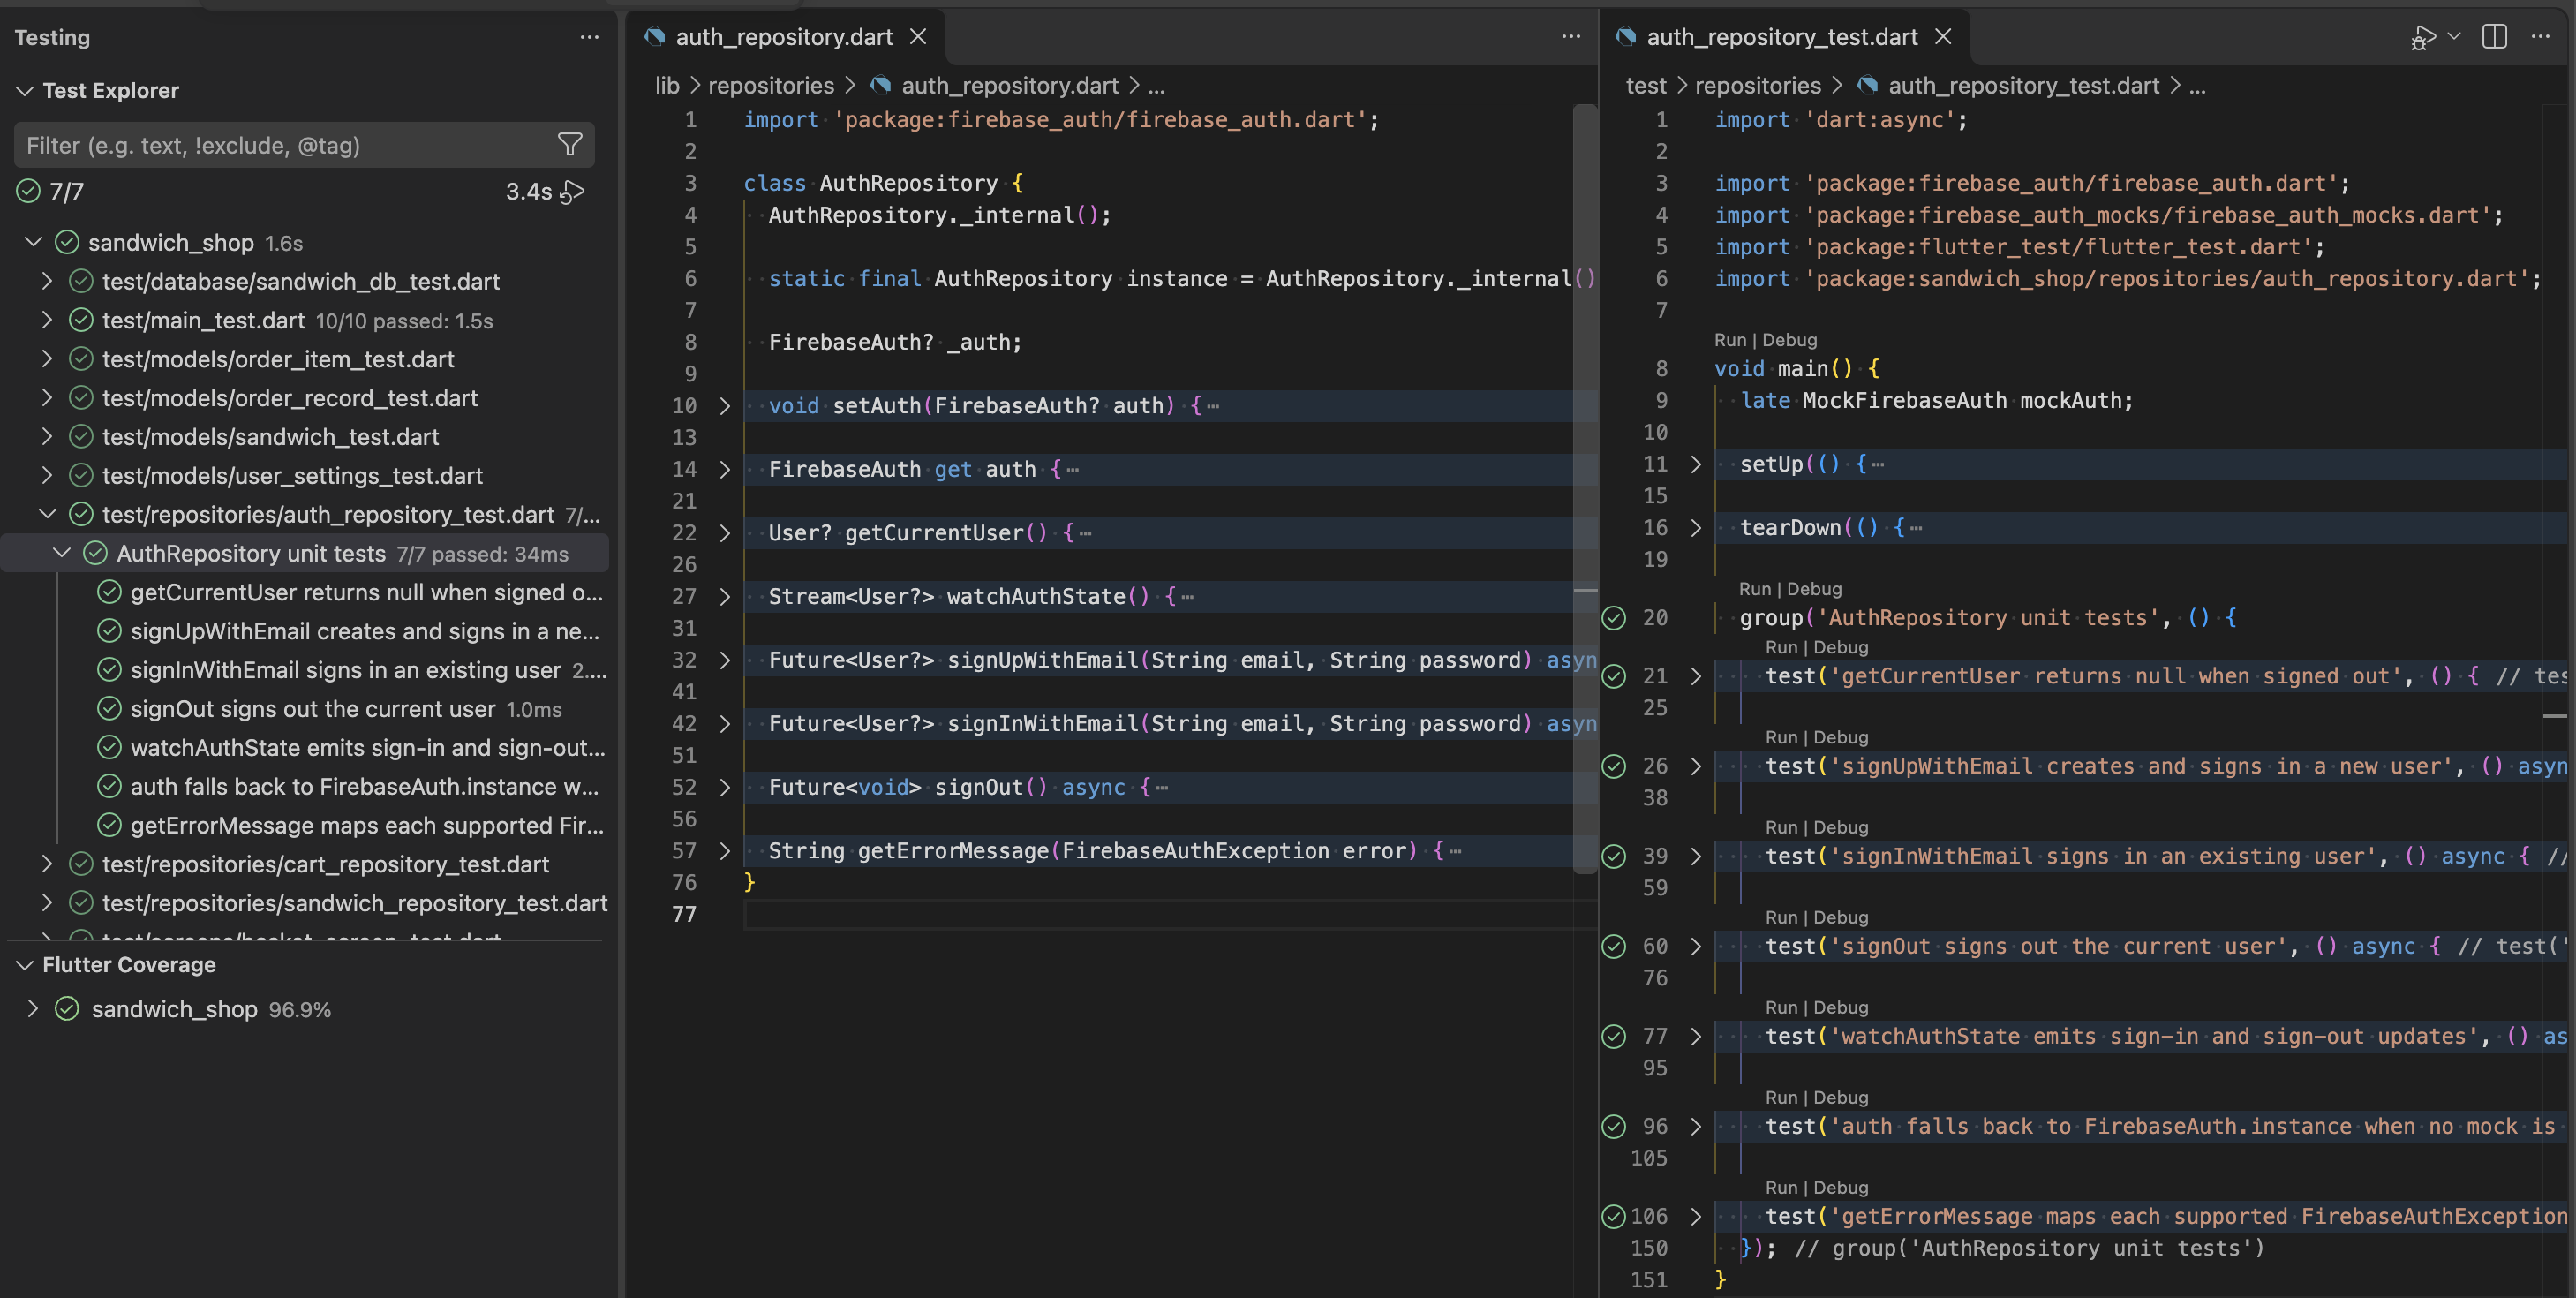 Testing
Test Explorer
Filter (e.g. text, !exclude, @tag)
7/7 3.4s
sandwich_shop 1.6s
test/database/sandwich_db_test.dart
test/main_test.dart 10/10 passed: 1.5s
test/models/order_item_test.dart
test/models/order_record_test.dart
test/models/sandwich_test.dart
test/models/user_settings_test.dart
test/repositories/auth_repository_test.dart 7/...
AuthRepository unit tests 7/7 passed: 34ms
getCurrentUser returns null when signed o...
signUpWithEmail creates and signs in a ne...
signInWithEmail signs in an existing user 2....
signOut signs out the current user 1.0ms
watchAuthState emits sign-in and sign-out...
auth falls back to FirebaseAuth.instance w...
getErrorMessage maps each supported Fir...
test/repositories/cart_repository_test.dart
test/repositories/sandwich_repository_test.dart
test/screens/basket_screen_test.dart
Flutter Coverage
sandwich_shop 96.9%
auth_repository.dart
lib > repositories > auth_repository.dart > ...
1 import 'package:firebase_auth/firebase_auth.dart';
2
3 class AuthRepository {
4 AuthRepository._internal();
5
6 static final AuthRepository instance = AuthRepository._internal()
7
8 FirebaseAuth? _auth;
9
10 void setAuth(FirebaseAuth? auth) {…
13
14 FirebaseAuth get auth {…
21
22 User? getCurrentUser() {…
26
27 Stream<User?> watchAuthState() {…
31
32 Future<User?> signUpWithEmail(String email, String password) asyn
41
42 Future<User?> signInWithEmail(String email, String password) asyn
51
52 Future<void> signOut() async {…
56
57 String getErrorMessage(FirebaseAuthException error) {…
76 }
77
auth_repository_test.dart
test > repositories > auth_repository_test.dart > ...
1 import 'dart:async';
2
3 import 'package:firebase_auth/firebase_auth.dart';
4 import 'package:firebase_auth_mocks/firebase_auth_mocks.dart';
5 import 'package:flutter_test/flutter_test.dart';
6 import 'package:sandwich_shop/repositories/auth_repository.dart';
7
Run | Debug
8 void main() {
9 late MockFirebaseAuth mockAuth;
10
11 setUp(() {…
15
16 tearDown(() {…
19
Run | Debug
20 group('AuthRepository unit tests', () {
Run | Debug
21 test('getCurrentUser returns null when signed out', () { // tes
25
Run | Debug
26 test('signUpWithEmail creates and signs in a new user', () asyn
38
Run | Debug
39 test('signInWithEmail signs in an existing user', () async { //
59
Run | Debug
60 test('signOut signs out the current user', () async { // test('
76
Run | Debug
77 test('watchAuthState emits sign-in and sign-out updates', () as
95
Run | Debug
96 test('auth falls back to FirebaseAuth.instance when no mock is
105
Run | Debug
106 test('getErrorMessage maps each supported FirebaseAuthException
150 }); // group('AuthRepository unit tests')
151 }